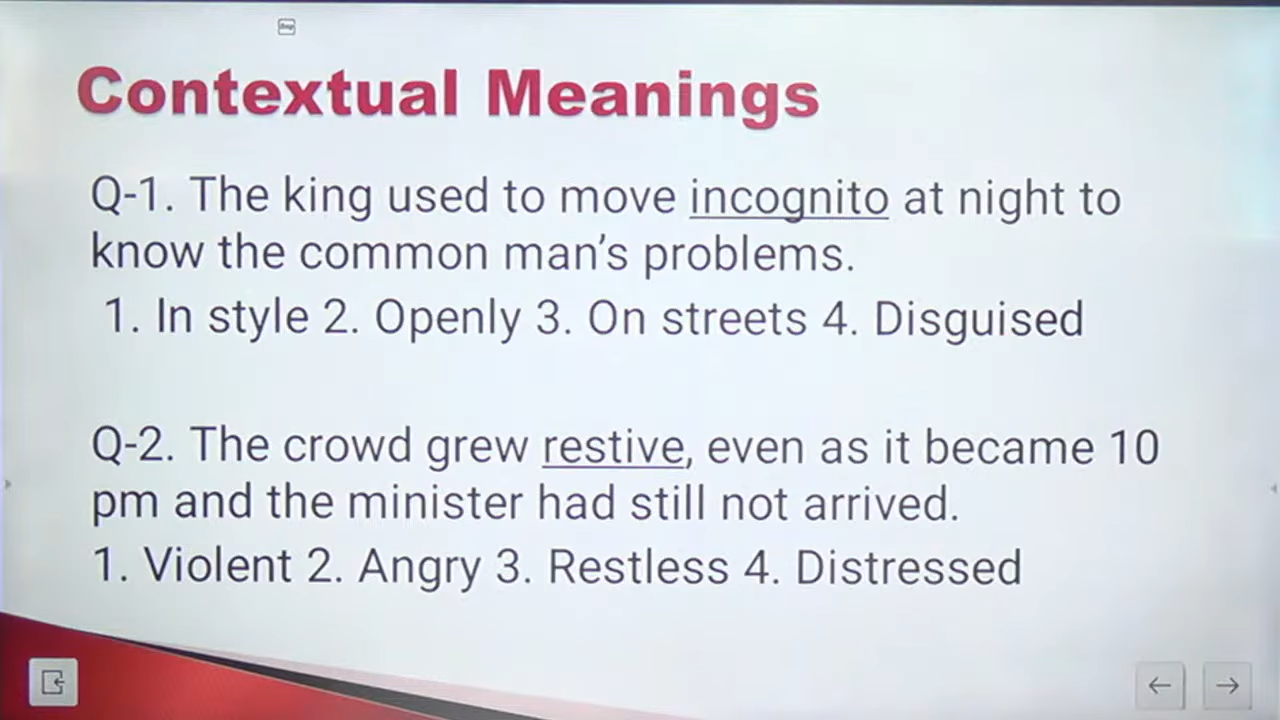 Contextual Meanings
Q-1. The king used to move incognito at night to
know the common man's problems.
1. In style 2. Openly 3. On streets 4. Disguised
Q-2. The crowd grew restive, even as it became 10
pm and the minister had still not arrived.
1. Violent 2. Angry 3. Restless 4. Distressed